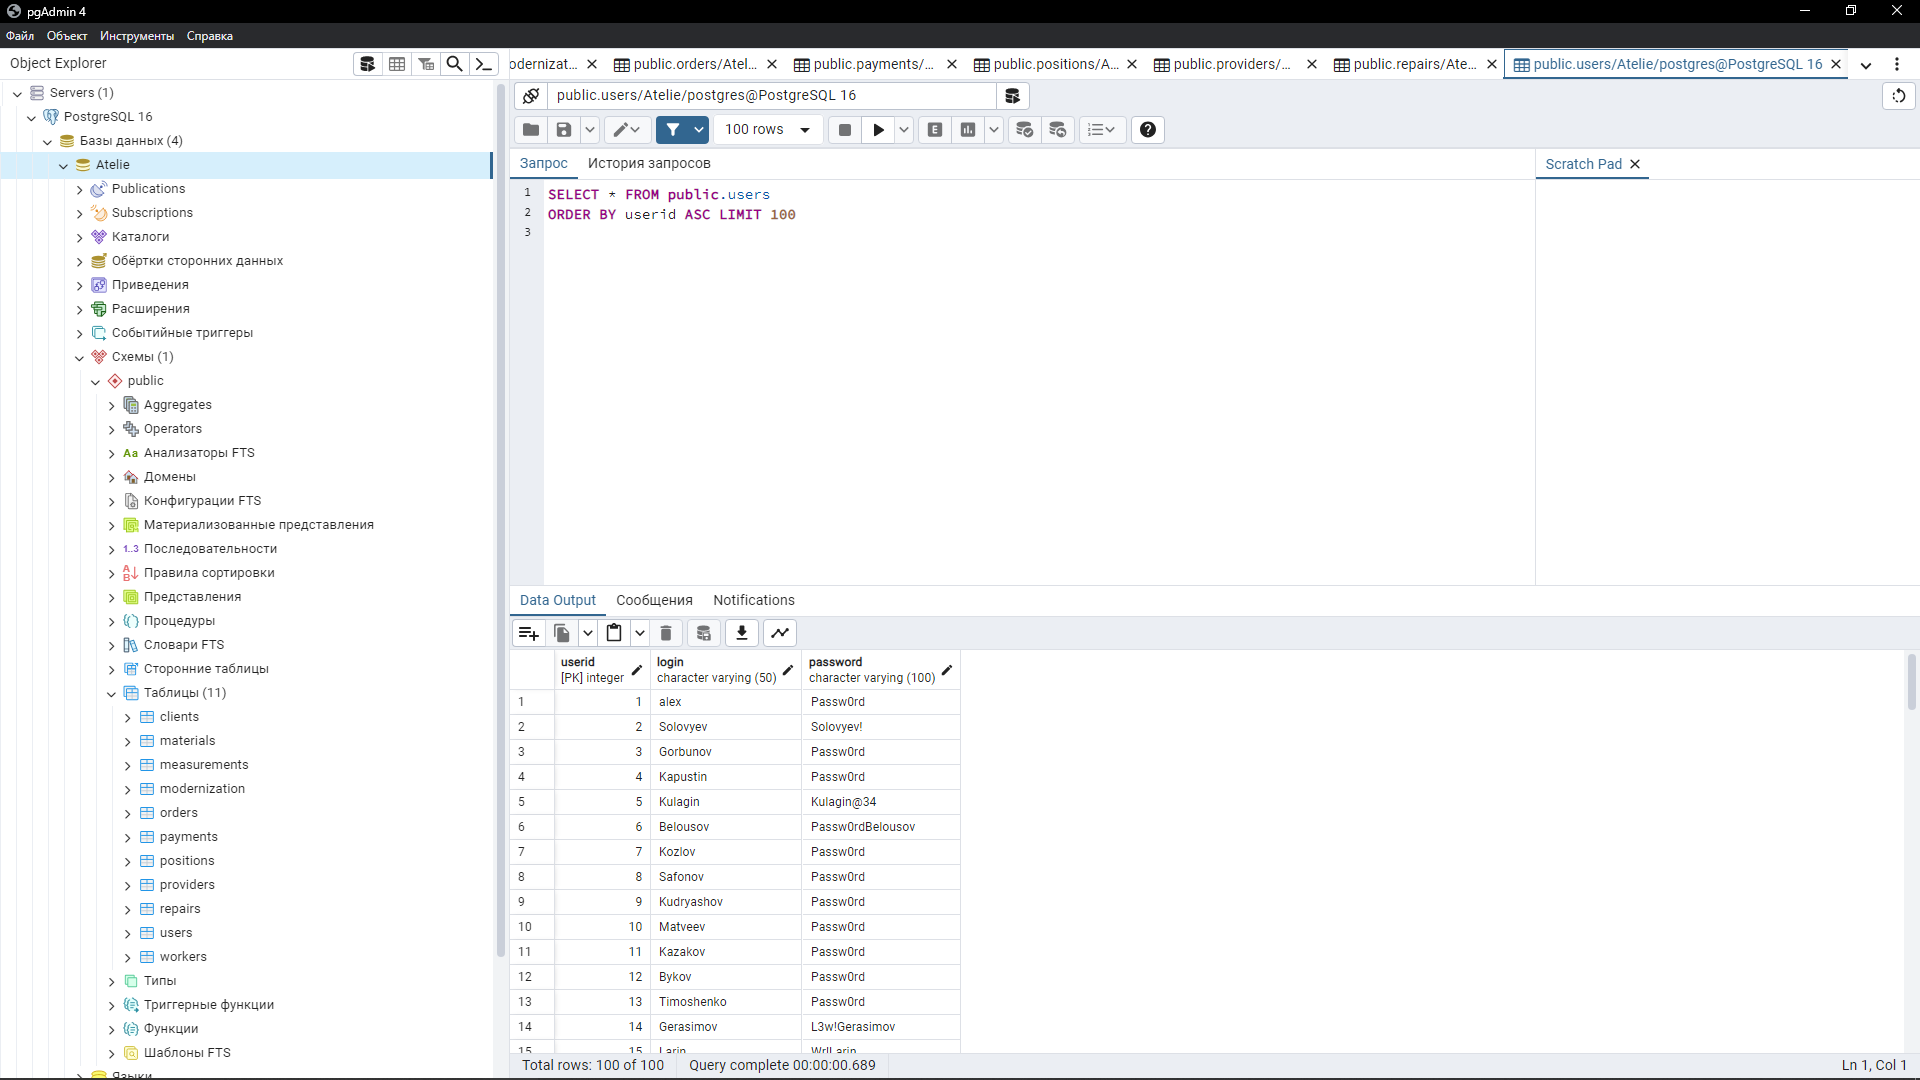 pgAdmin 4
Файл Объект Инструменты Справка
Object Explorer
odernizat... public.orders/Atel... public.payments/... public.positions/A... public.providers/... public.repairs/Ate... public.users/Atelie/postgres@PostgreSQL 16
public.users/Atelie/postgres@PostgreSQL 16
100 rows
E
Запрос История запросов
Scratch Pad
1 SELECT * FROM public.users
2 ORDER BY userid ASC LIMIT 100
3
Servers (1)
PostgreSQL 16
Базы данных (4)
Atelie
Publications
Subscriptions
Каталоги
Обёртки сторонних данных
Приведения
Расширения
Событийные триггеры
Схемы (1)
public
Aggregates
Operators
Aa Анализаторы FTS
Домены
Конфигурации FTS
Материализованные представления
1..3 Последовательности
Правила сортировки
Представления
Процедуры
Словари FTS
Сторонние таблицы
Таблицы (11)
clients
materials
measurements
modernization
orders
payments
positions
providers
repairs
users
workers
Типы
Триггерные функции
Функции
Шаблоны FTS
Языки
Data Output Сообщения Notifications
userid login password
[PK] integer character varying (50) character varying (100)
1 1 alex Passw0rd
2 2 Solovyev Solovyev!
3 3 Gorbunov Passw0rd
4 4 Kapustin Passw0rd
5 5 Kulagin Kulagin@34
6 6 Belousov Passw0rdBelousov
7 7 Kozlov Passw0rd
8 8 Safonov Passw0rd
9 9 Kudryashov Passw0rd
10 10 Matveev Passw0rd
11 11 Kazakov Passw0rd
12 12 Bykov Passw0rd
13 13 Timoshenko Passw0rd
14 14 Gerasimov L3w!Gerasimov
15 15 Larin
Total rows: 100 of 100 Query complete 00:00:00.689
Ln 1, Col 1